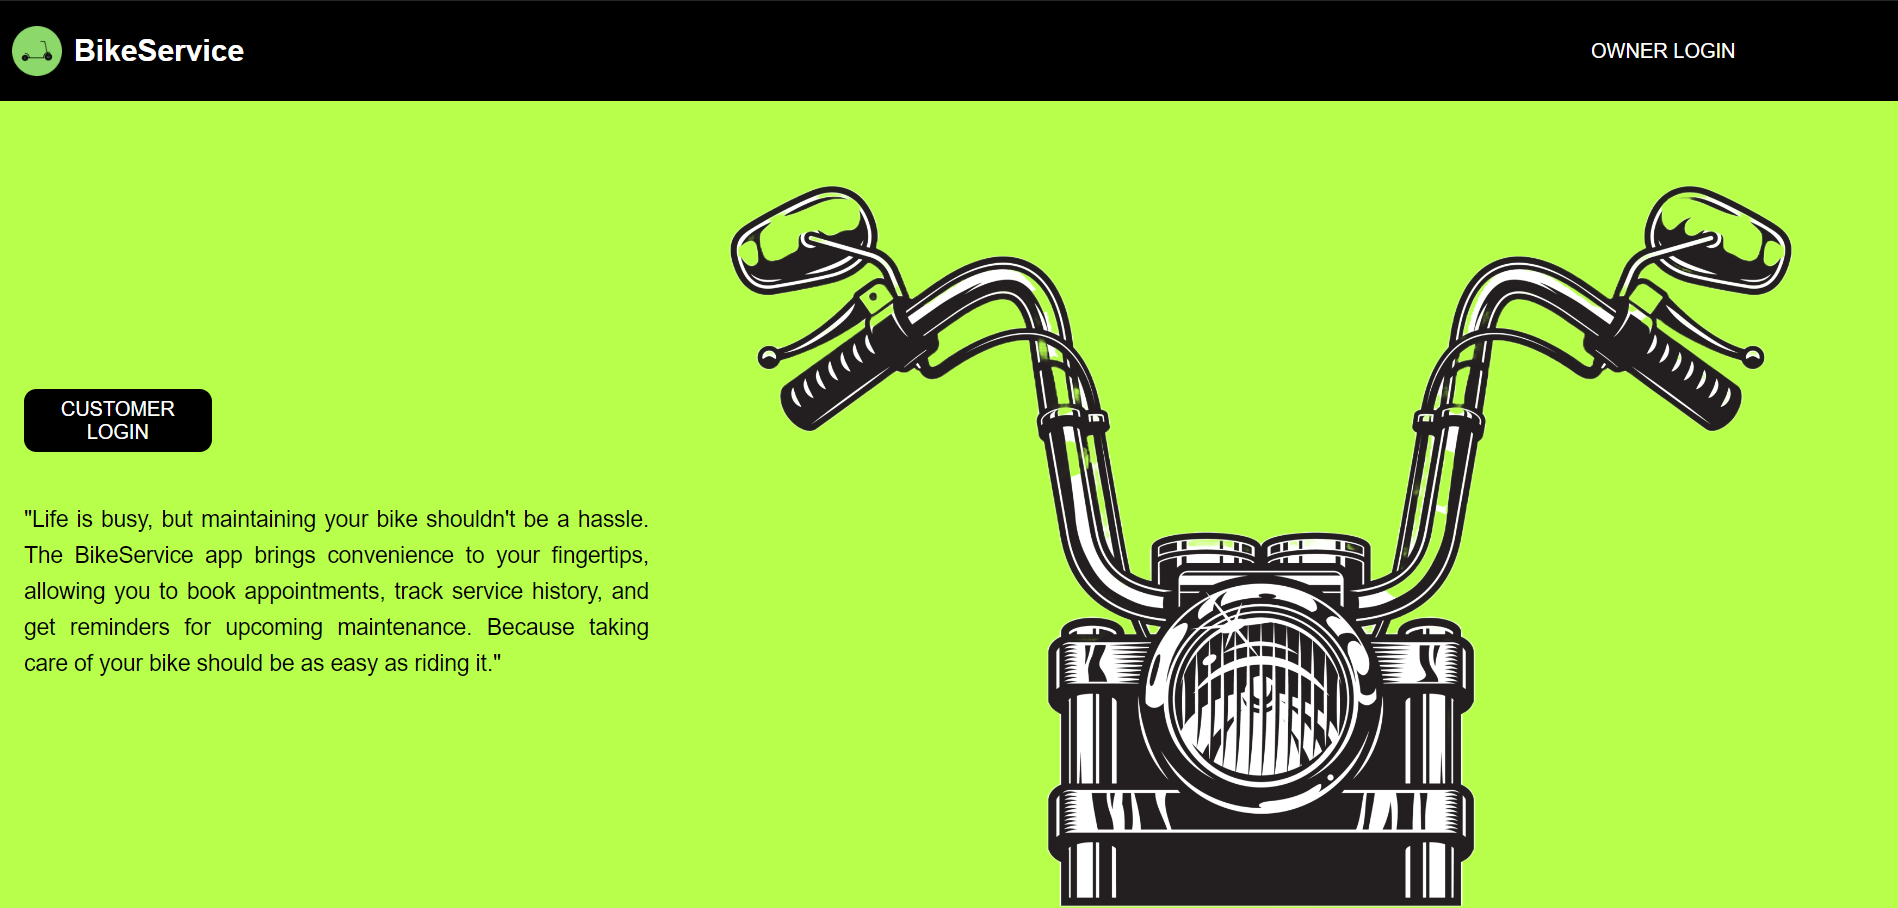 BikeService
OWNER LOGIN
CUSTOMER
LOGIN
"Life is busy, but maintaining your bike shouldn't be a hassle.
The BikeService app brings convenience to your fingertips,
allowing you to book appointments, track service history, and
get reminders for upcoming maintenance. Because taking
care of your bike should be as easy as riding it."